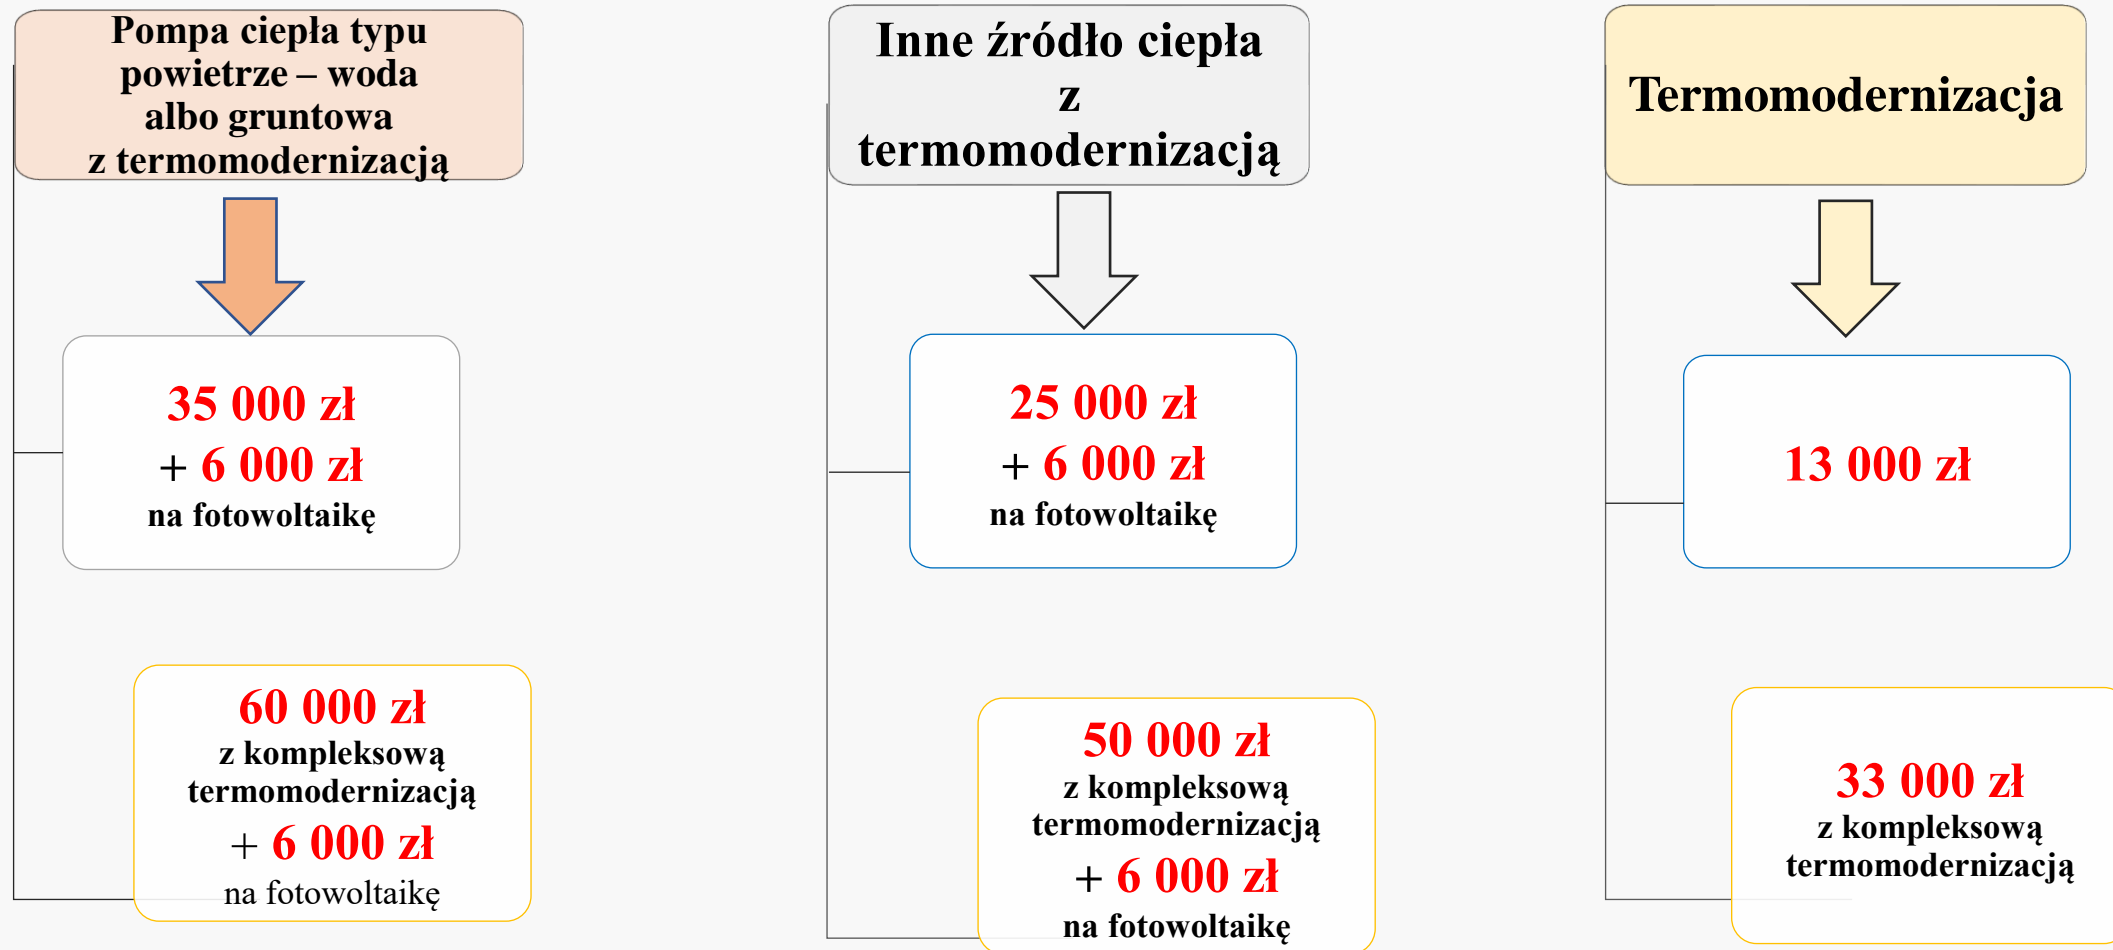 Pompa ciepła typu
powietrze – woda
albo gruntowa
z termomodernizacją
35 000 zł
+ 6 000 zł
na fotowoltaikę
60 000 zł
z kompleksową
termomodernizacją
+ 6 000 zł
na fotowoltaikę
Inne źródło ciepła
z
termomodernizacją
25 000 zł
+ 6 000 zł
na fotowoltaikę
50 000 zł
z kompleksową
termomodernizacją
+ 6 000 zł
na fotowoltaikę
Termomodernizacja
13 000 zł
33 000 zł
z kompleksową
termomodernizacją